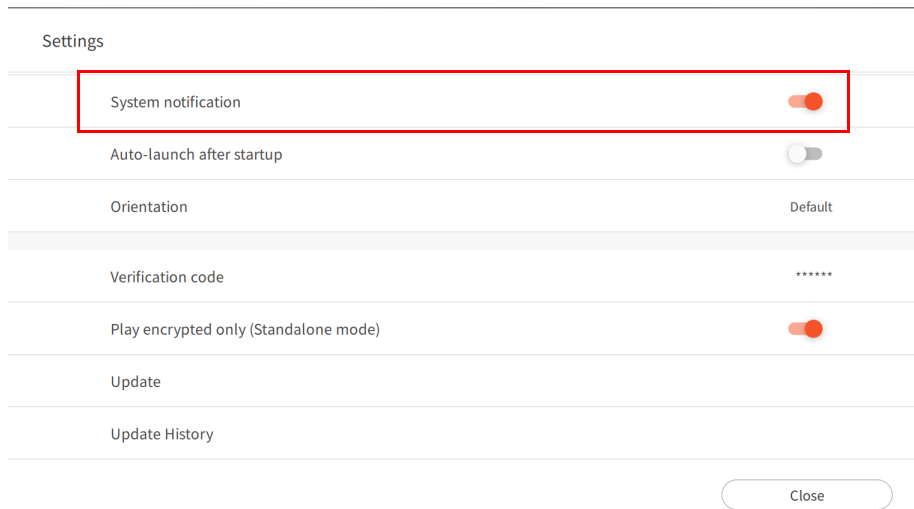 Settings
System notification
Auto-launch after startup
Orientation Default
Verification code ******
Play encrypted only (Standalone mode)
Update
Update History
Close